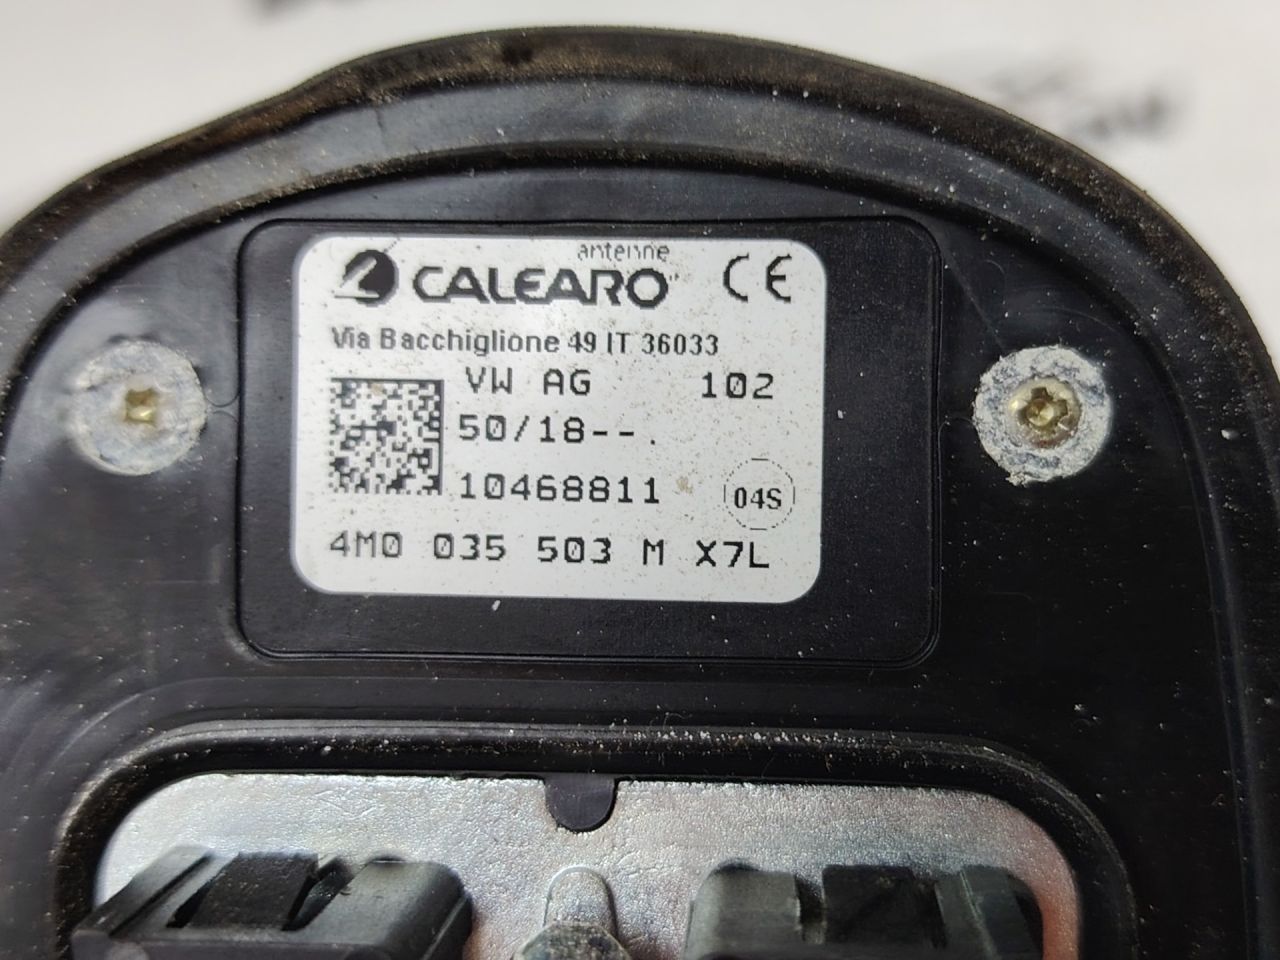 antenne
CALEARO CE
Via Bacchiglione 49 IT 36033
VW AG 102
50/18--.
10468811 04S
4M0 035 503 M X7L